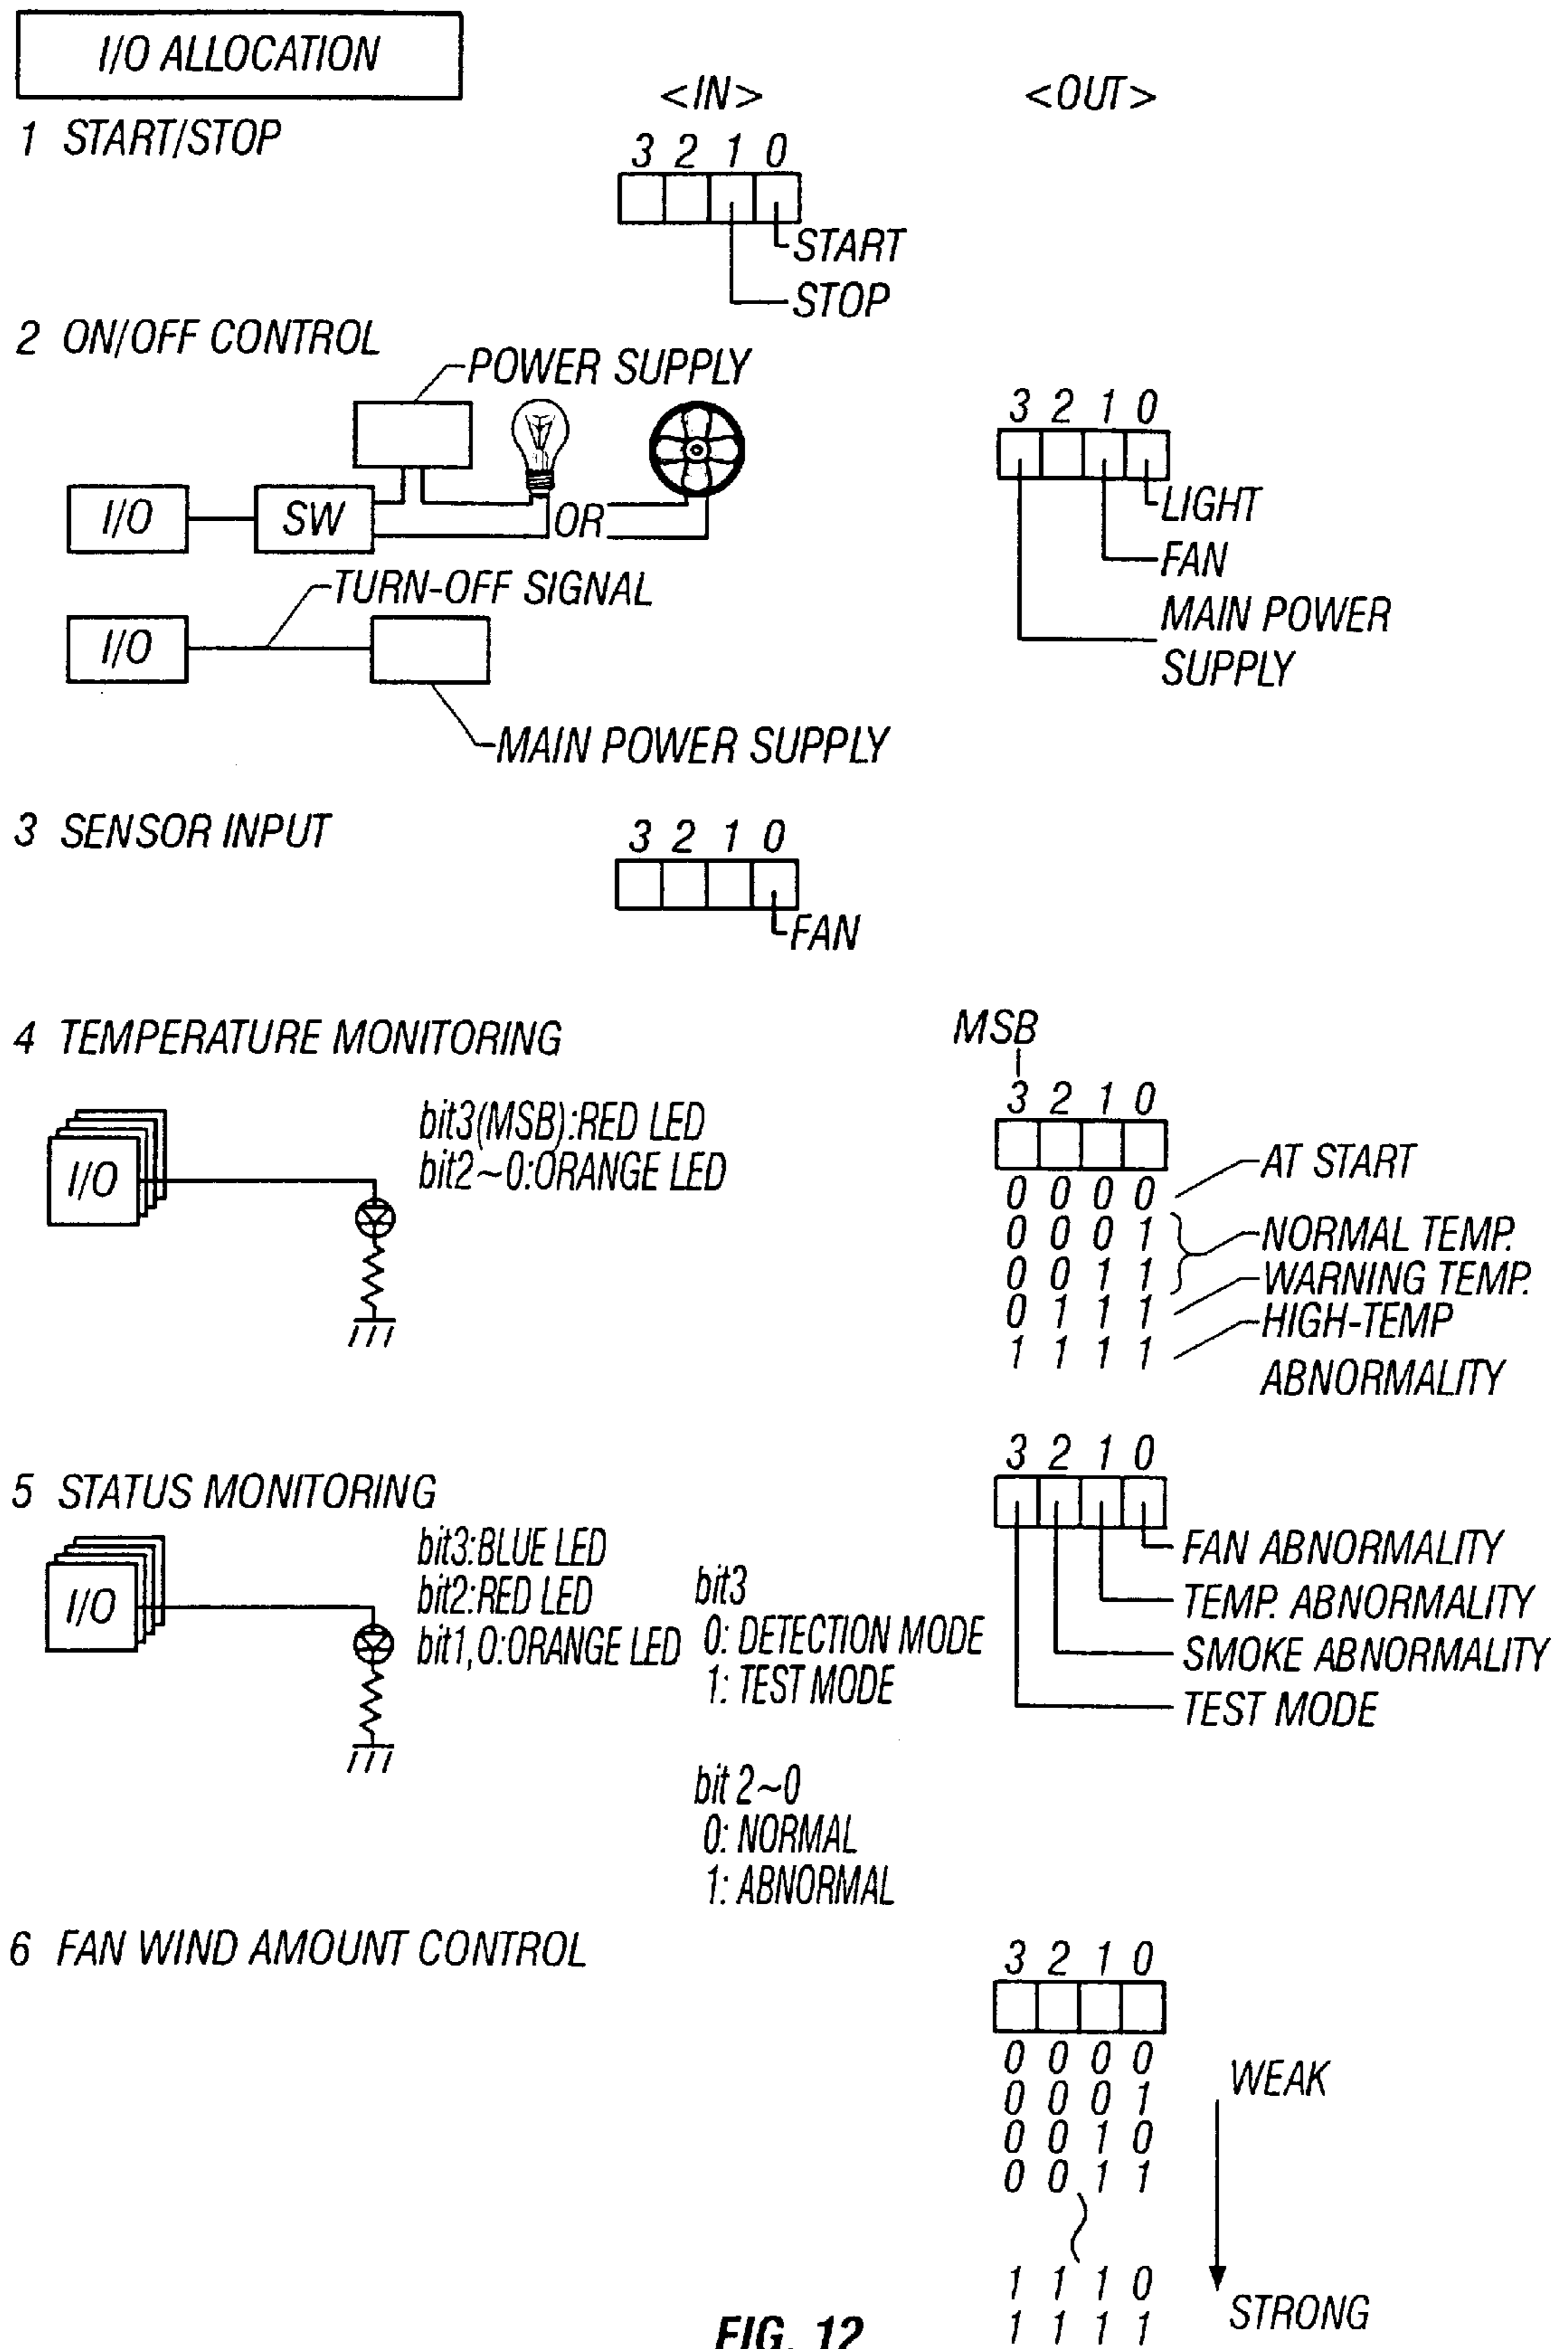 I/O ALLOCATION
<IN>
<OUT>
1 START/STOP
3 2 1 0
START
STOP
2 ON/OFF CONTROL
POWER SUPPLY
I/O
SW
OR
TURN-OFF SIGNAL
I/O
MAIN POWER SUPPLY
3 2 1 0
LIGHT
FAN
MAIN POWER
SUPPLY
3 SENSOR INPUT
3 2 1 0
FAN
4 TEMPERATURE MONITORING
I/O
bit3(MSB):RED LED
bit2~0:ORANGE LED
MSB
3 2 1 0
0 0 0 0
0 0 0 1
0 0 1 1
0 1 1 1
1 1 1 1
AT START
NORMAL TEMP.
WARNING TEMP.
HIGH-TEMP
ABNORMALITY
5 STATUS MONITORING
I/O
bit3:BLUE LED
bit2:RED LED
bit1,0:ORANGE LED
bit3
0: DETECTION MODE
1: TEST MODE
bit 2~0
0: NORMAL
1: ABNORMAL
3 2 1 0
FAN ABNORMALITY
TEMP. ABNORMALITY
SMOKE ABNORMALITY
TEST MODE
6 FAN WIND AMOUNT CONTROL
3 2 1 0
0 0 0 0
0 0 0 1
0 0 1 0
0 0 1 1
1 1 1 0
1 1 1 1
WEAK
STRONG
FIG. 12